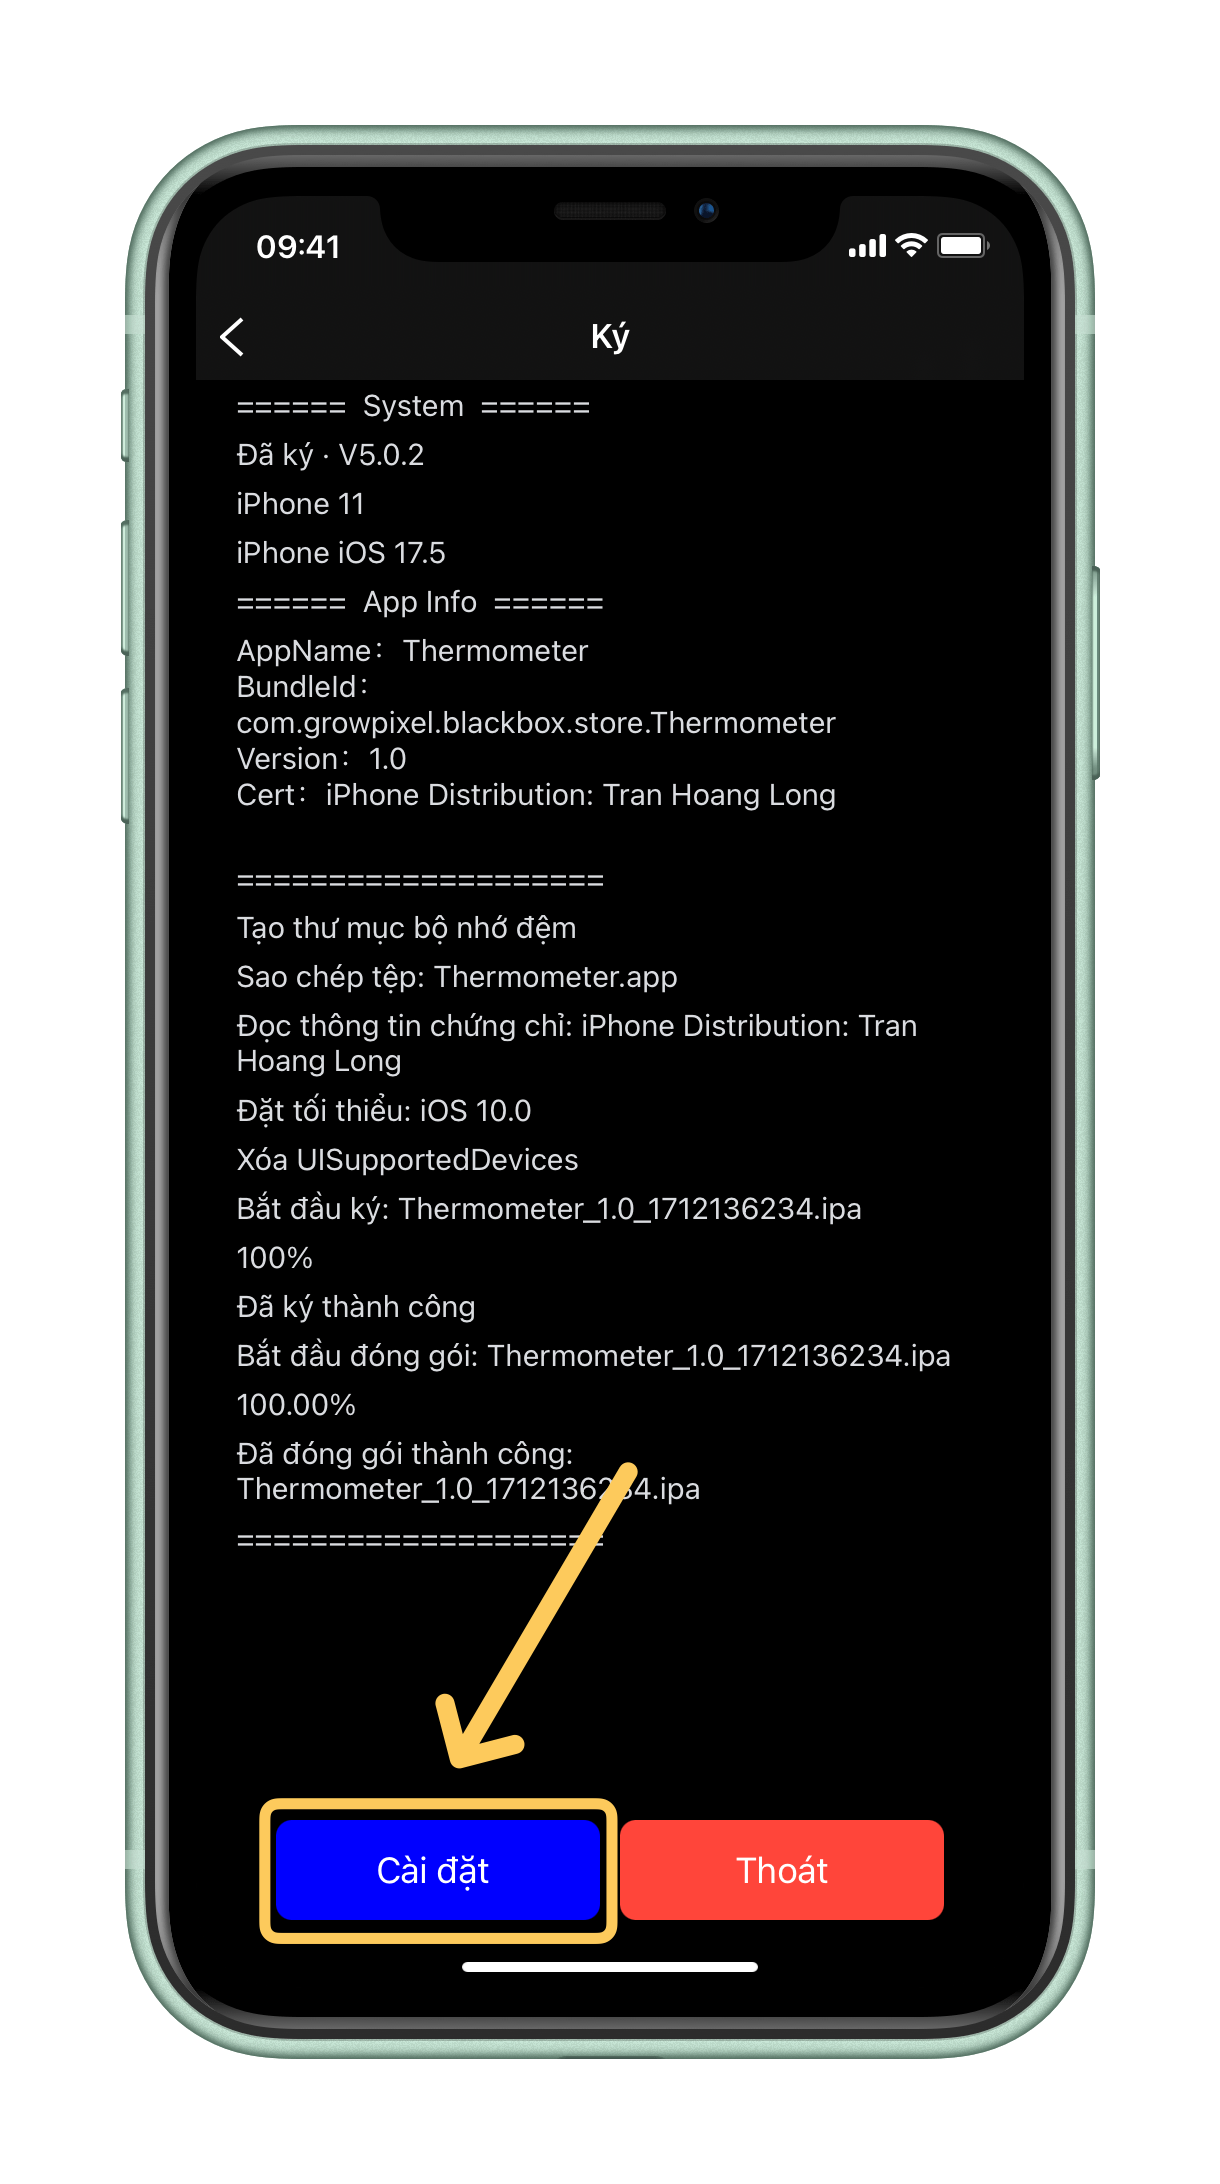 09:41
Ký
====== System ======
Đã ký · V5.0.2
iPhone 11
iPhone iOS 17.5
====== App Info ======
AppName： Thermometer
BundleId：
com.growpixel.blackbox.store.Thermometer
Version： 1.0
Cert： iPhone Distribution: Tran Hoang Long
====================
Tạo thư mục bộ nhớ đệm
Sao chép tệp: Thermometer.app
Đọc thông tin chứng chỉ: iPhone Distribution: Tran
Hoang Long
Đặt tối thiểu: iOS 10.0
Xóa UISupportedDevices
Bắt đầu ký: Thermometer_1.0_1712136234.ipa
100%
Đã ký thành công
Bắt đầu đóng gói: Thermometer_1.0_1712136234.ipa
100.00%
Đã đóng gói thành công:
Thermometer_1.0_1712136234.ipa
====================
Cài đặt
Thoát